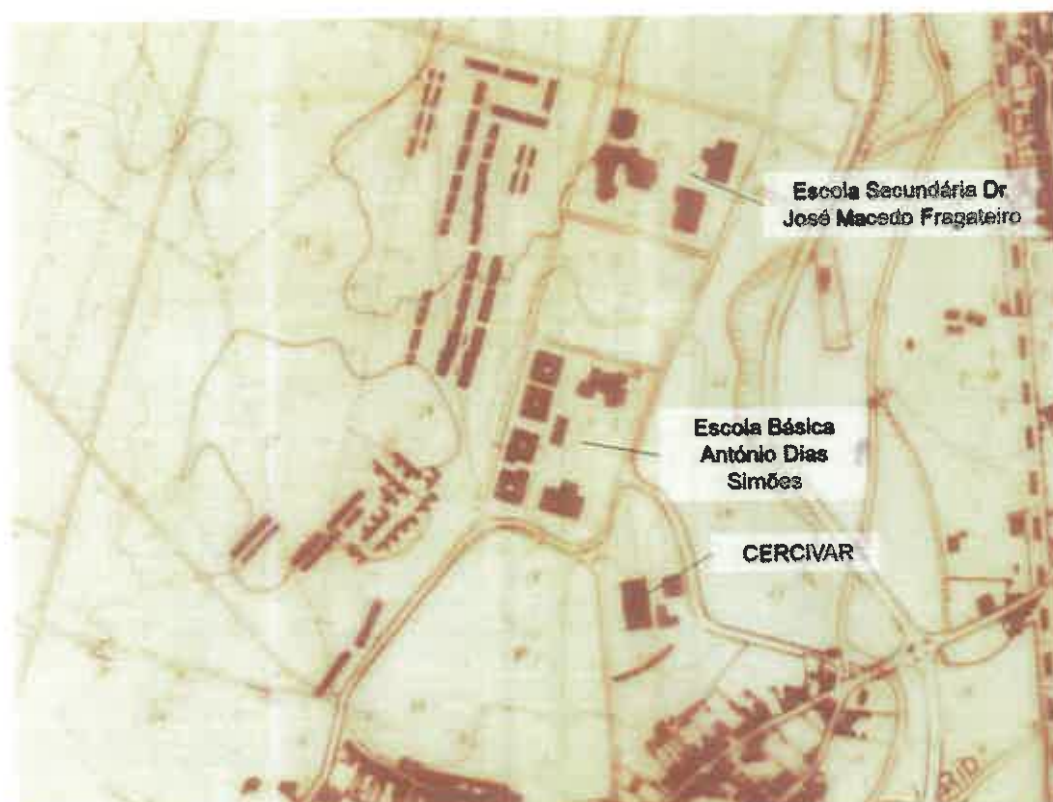 Escola Secundária Dr
José Macedo Fragateiro
Escola Básica
António Dias
Simões
CERCIVAR